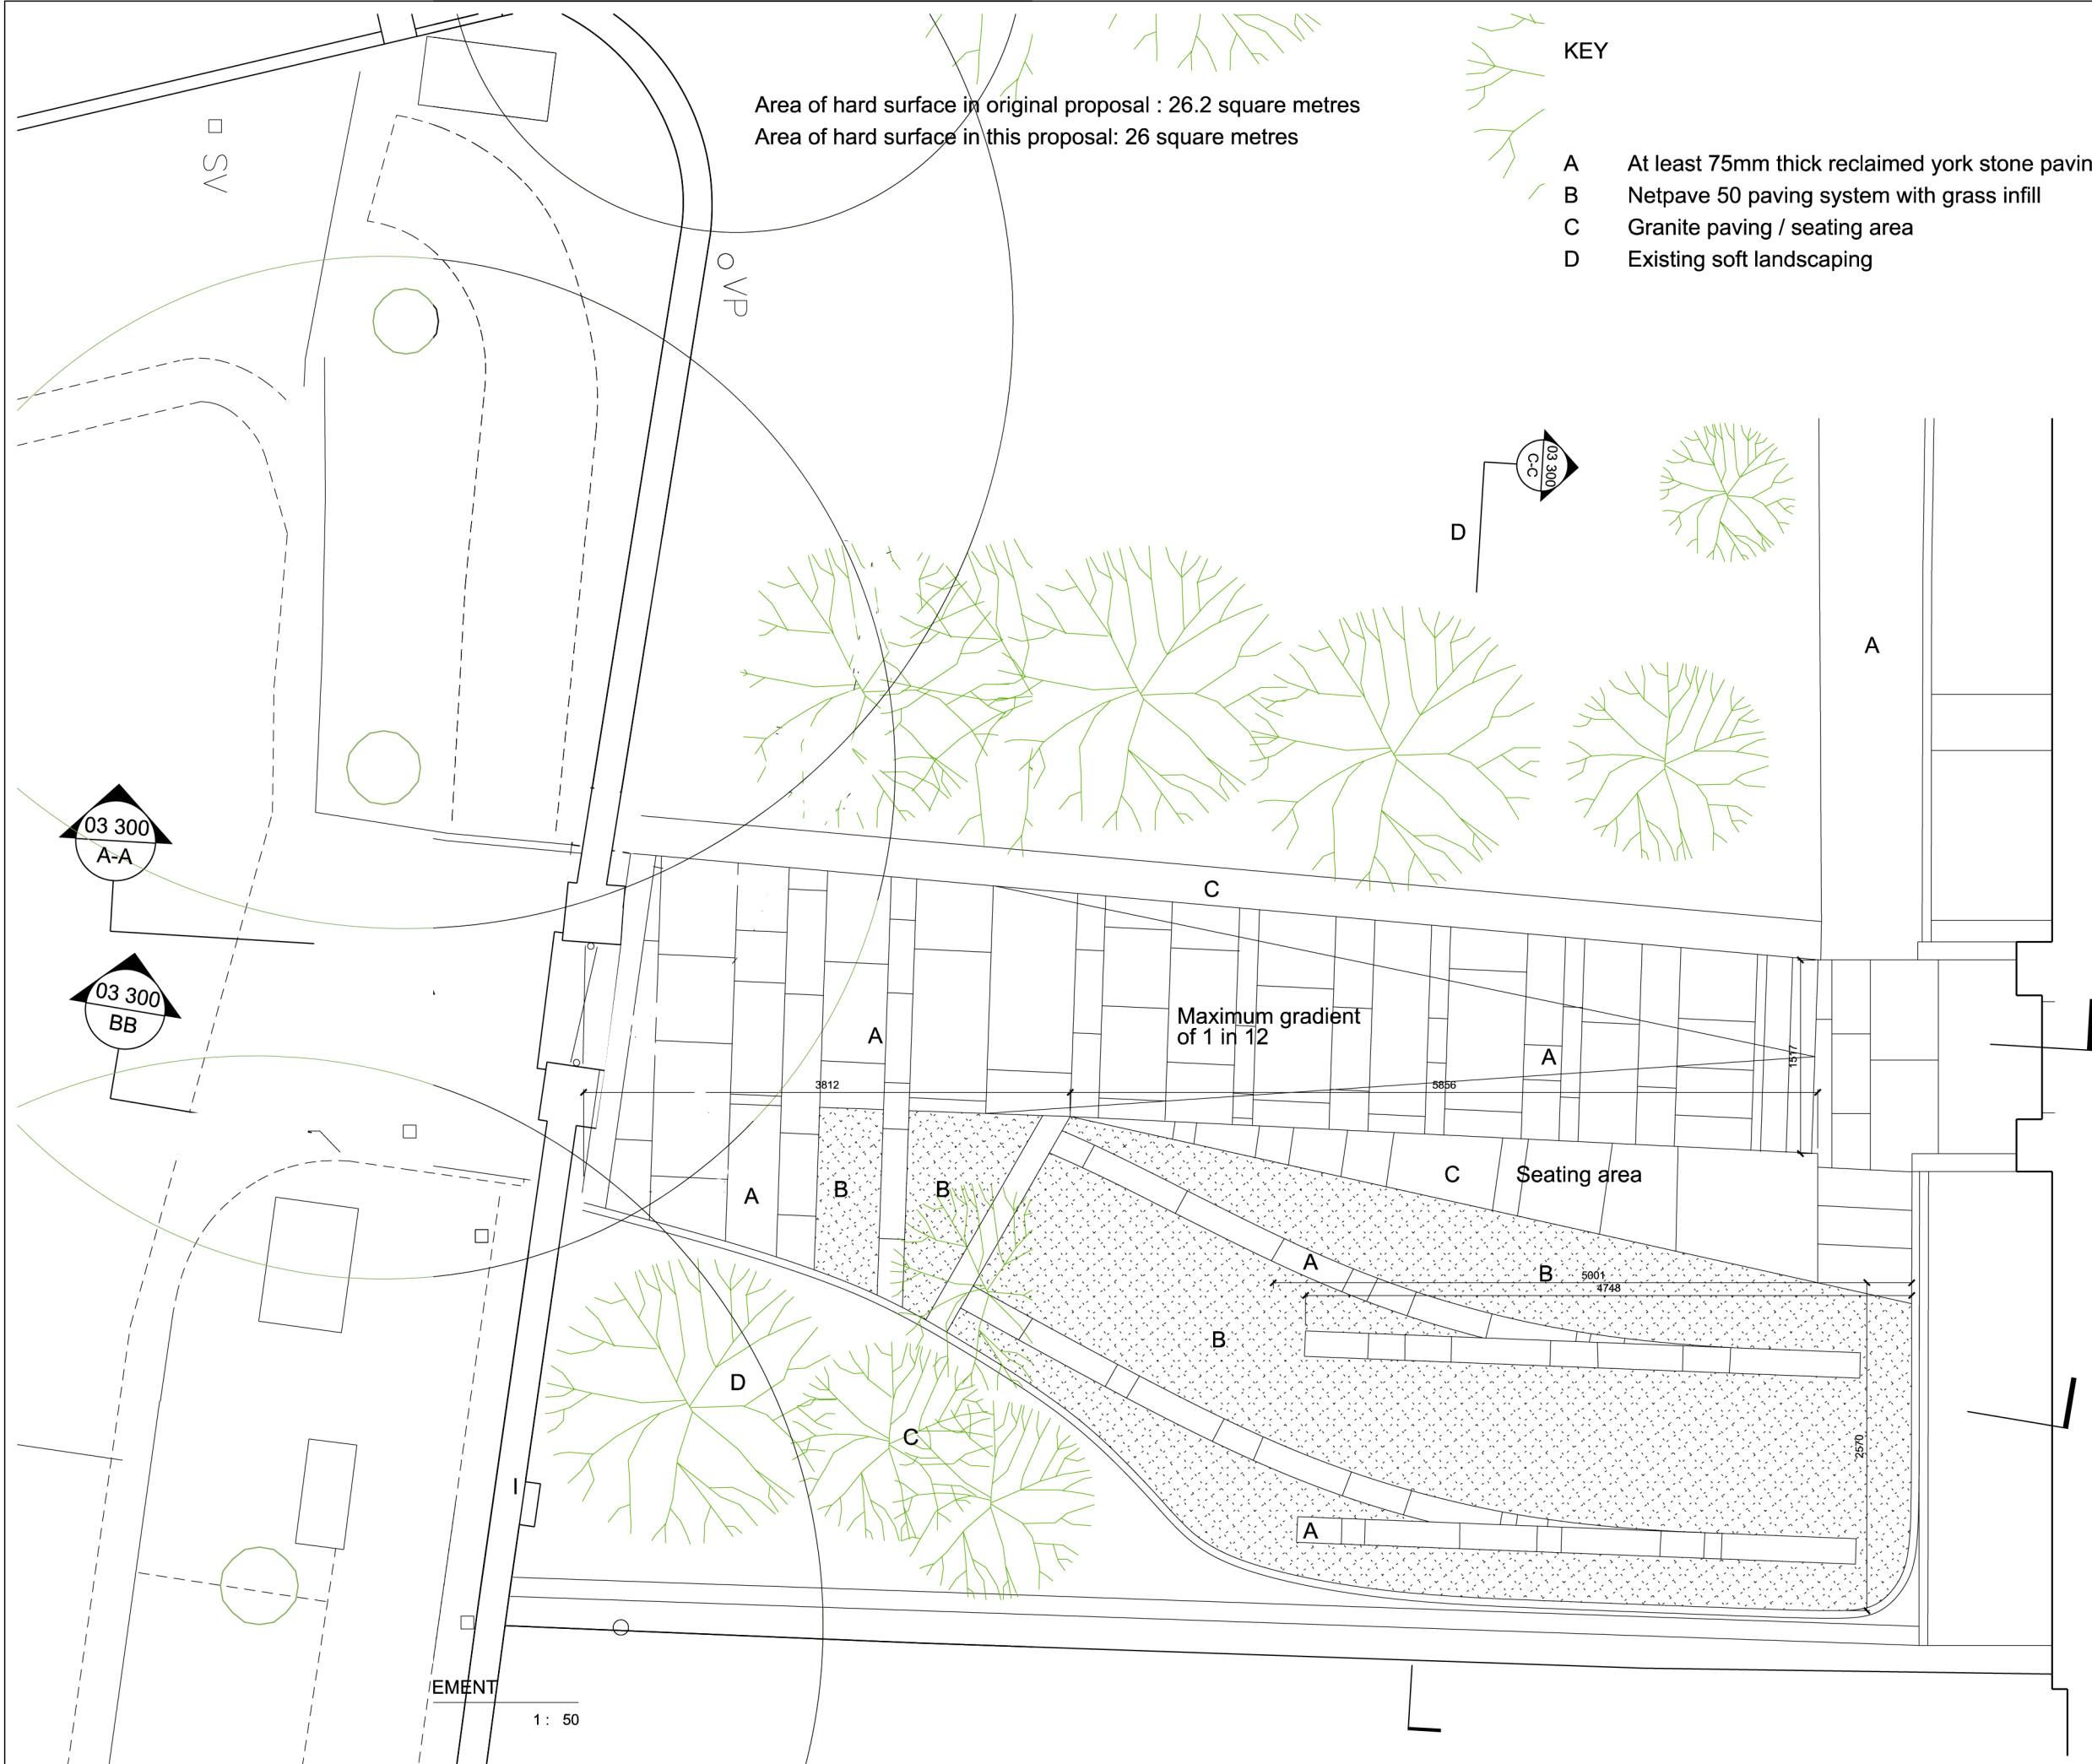 KEY
Area of hard surface in original proposal : 26.2 square metres
Area of hard surface in this proposal: 26 square metres
A At least 75mm thick reclaimed york stone pavin
B Netpave 50 paving system with grass infill
C Granite paving / seating area
D Existing soft landscaping
SV
VP
03 300
C-C
D
A
03 300
A-A
C
03 300
BB
A
Maximum gradient
of 1 in 12
A
1517
3812
5856
A
B
B
C
Seating area
A
B
5001
4748
B
D
C
2570
A
EMENT
1 : 50